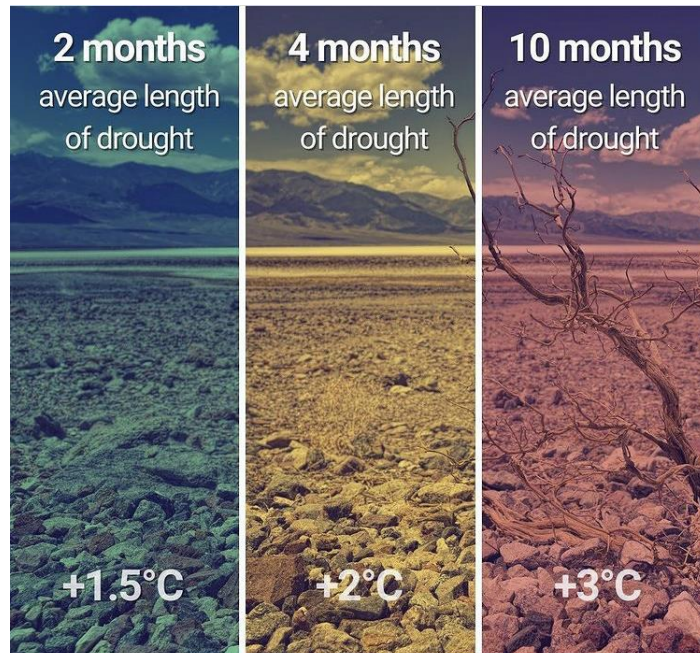 2 months
average length
of drought
+1.5°C
4 months
average length
of drought
+2°C
10 months
average length
of drought
+3°C